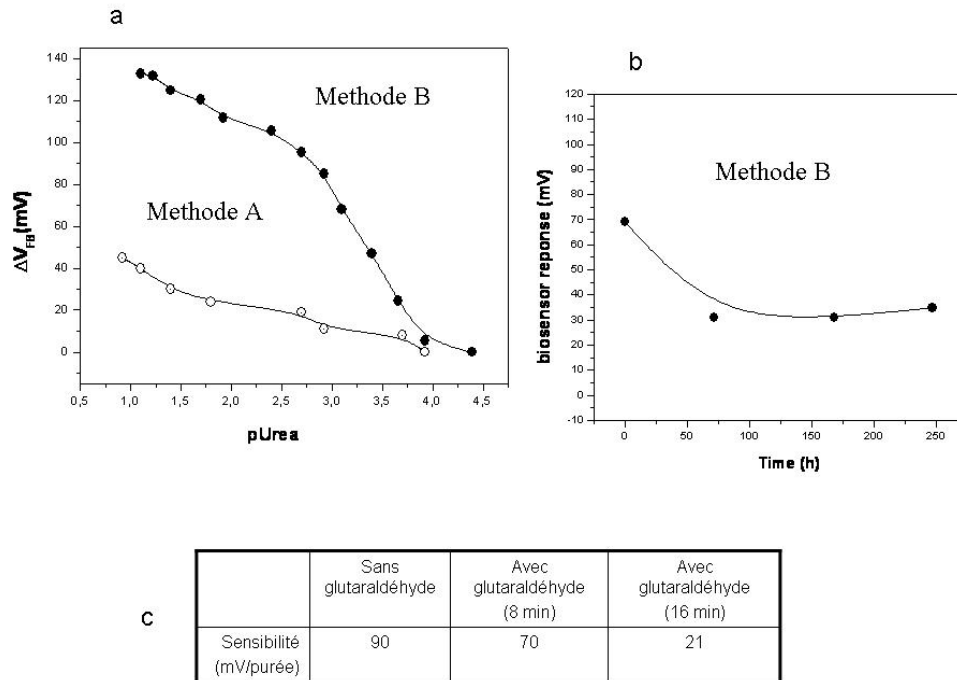 a
140
120
100
80
60
40
20
0
ΔV_FB(mV)
Methode B
Methode A
0,5 1,0 1,5 2,0 2,5 3,0 3,5 4,0 4,5
pUrea
b
120
110
100
90
80
70
60
50
40
30
20
10
0
-10
biosensor reponse (mV)
Methode B
0 50 100 150 200 250
Time (h)
c
Sans glutaraldéhyde
Avec glutaraldéhyde (8 min)
Avec glutaraldéhyde (16 min)
Sensibilité (mV/purée)
90
70
21